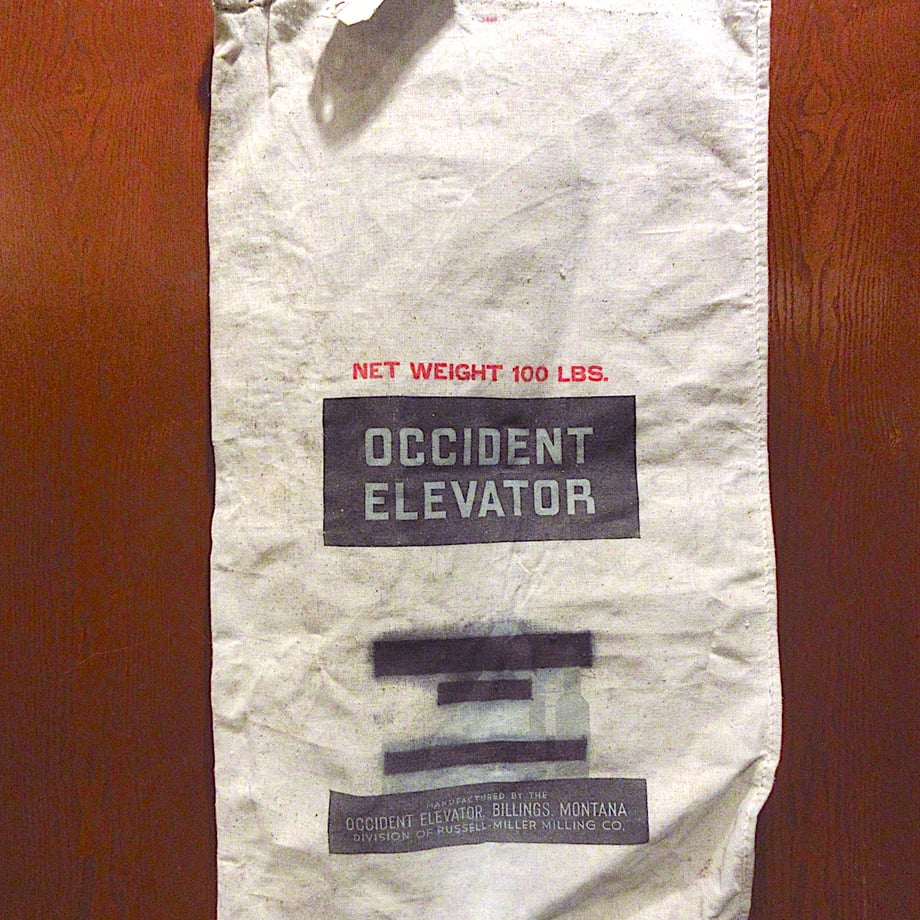 NET WEIGHT 100 LBS.
OCCIDENT
ELEVATOR
MANUFACTURED BY THE
OCCIDENT ELEVATOR, BILLINGS, MONTANA
DIVISION OF RUSSELL-MILLER MILLING CO.